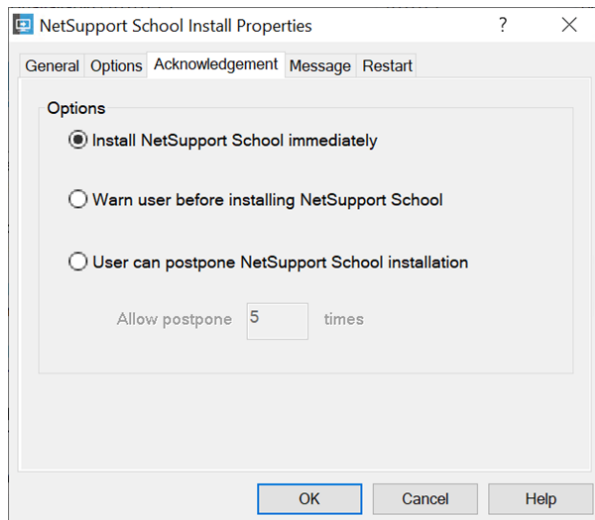 NetSupport School Install Properties ?
General Options Acknowledgement Message Restart
Options
Install NetSupport School immediately
Warn user before installing NetSupport School
User can postpone NetSupport School installation
Allow postpone 5 times
OK Cancel Help